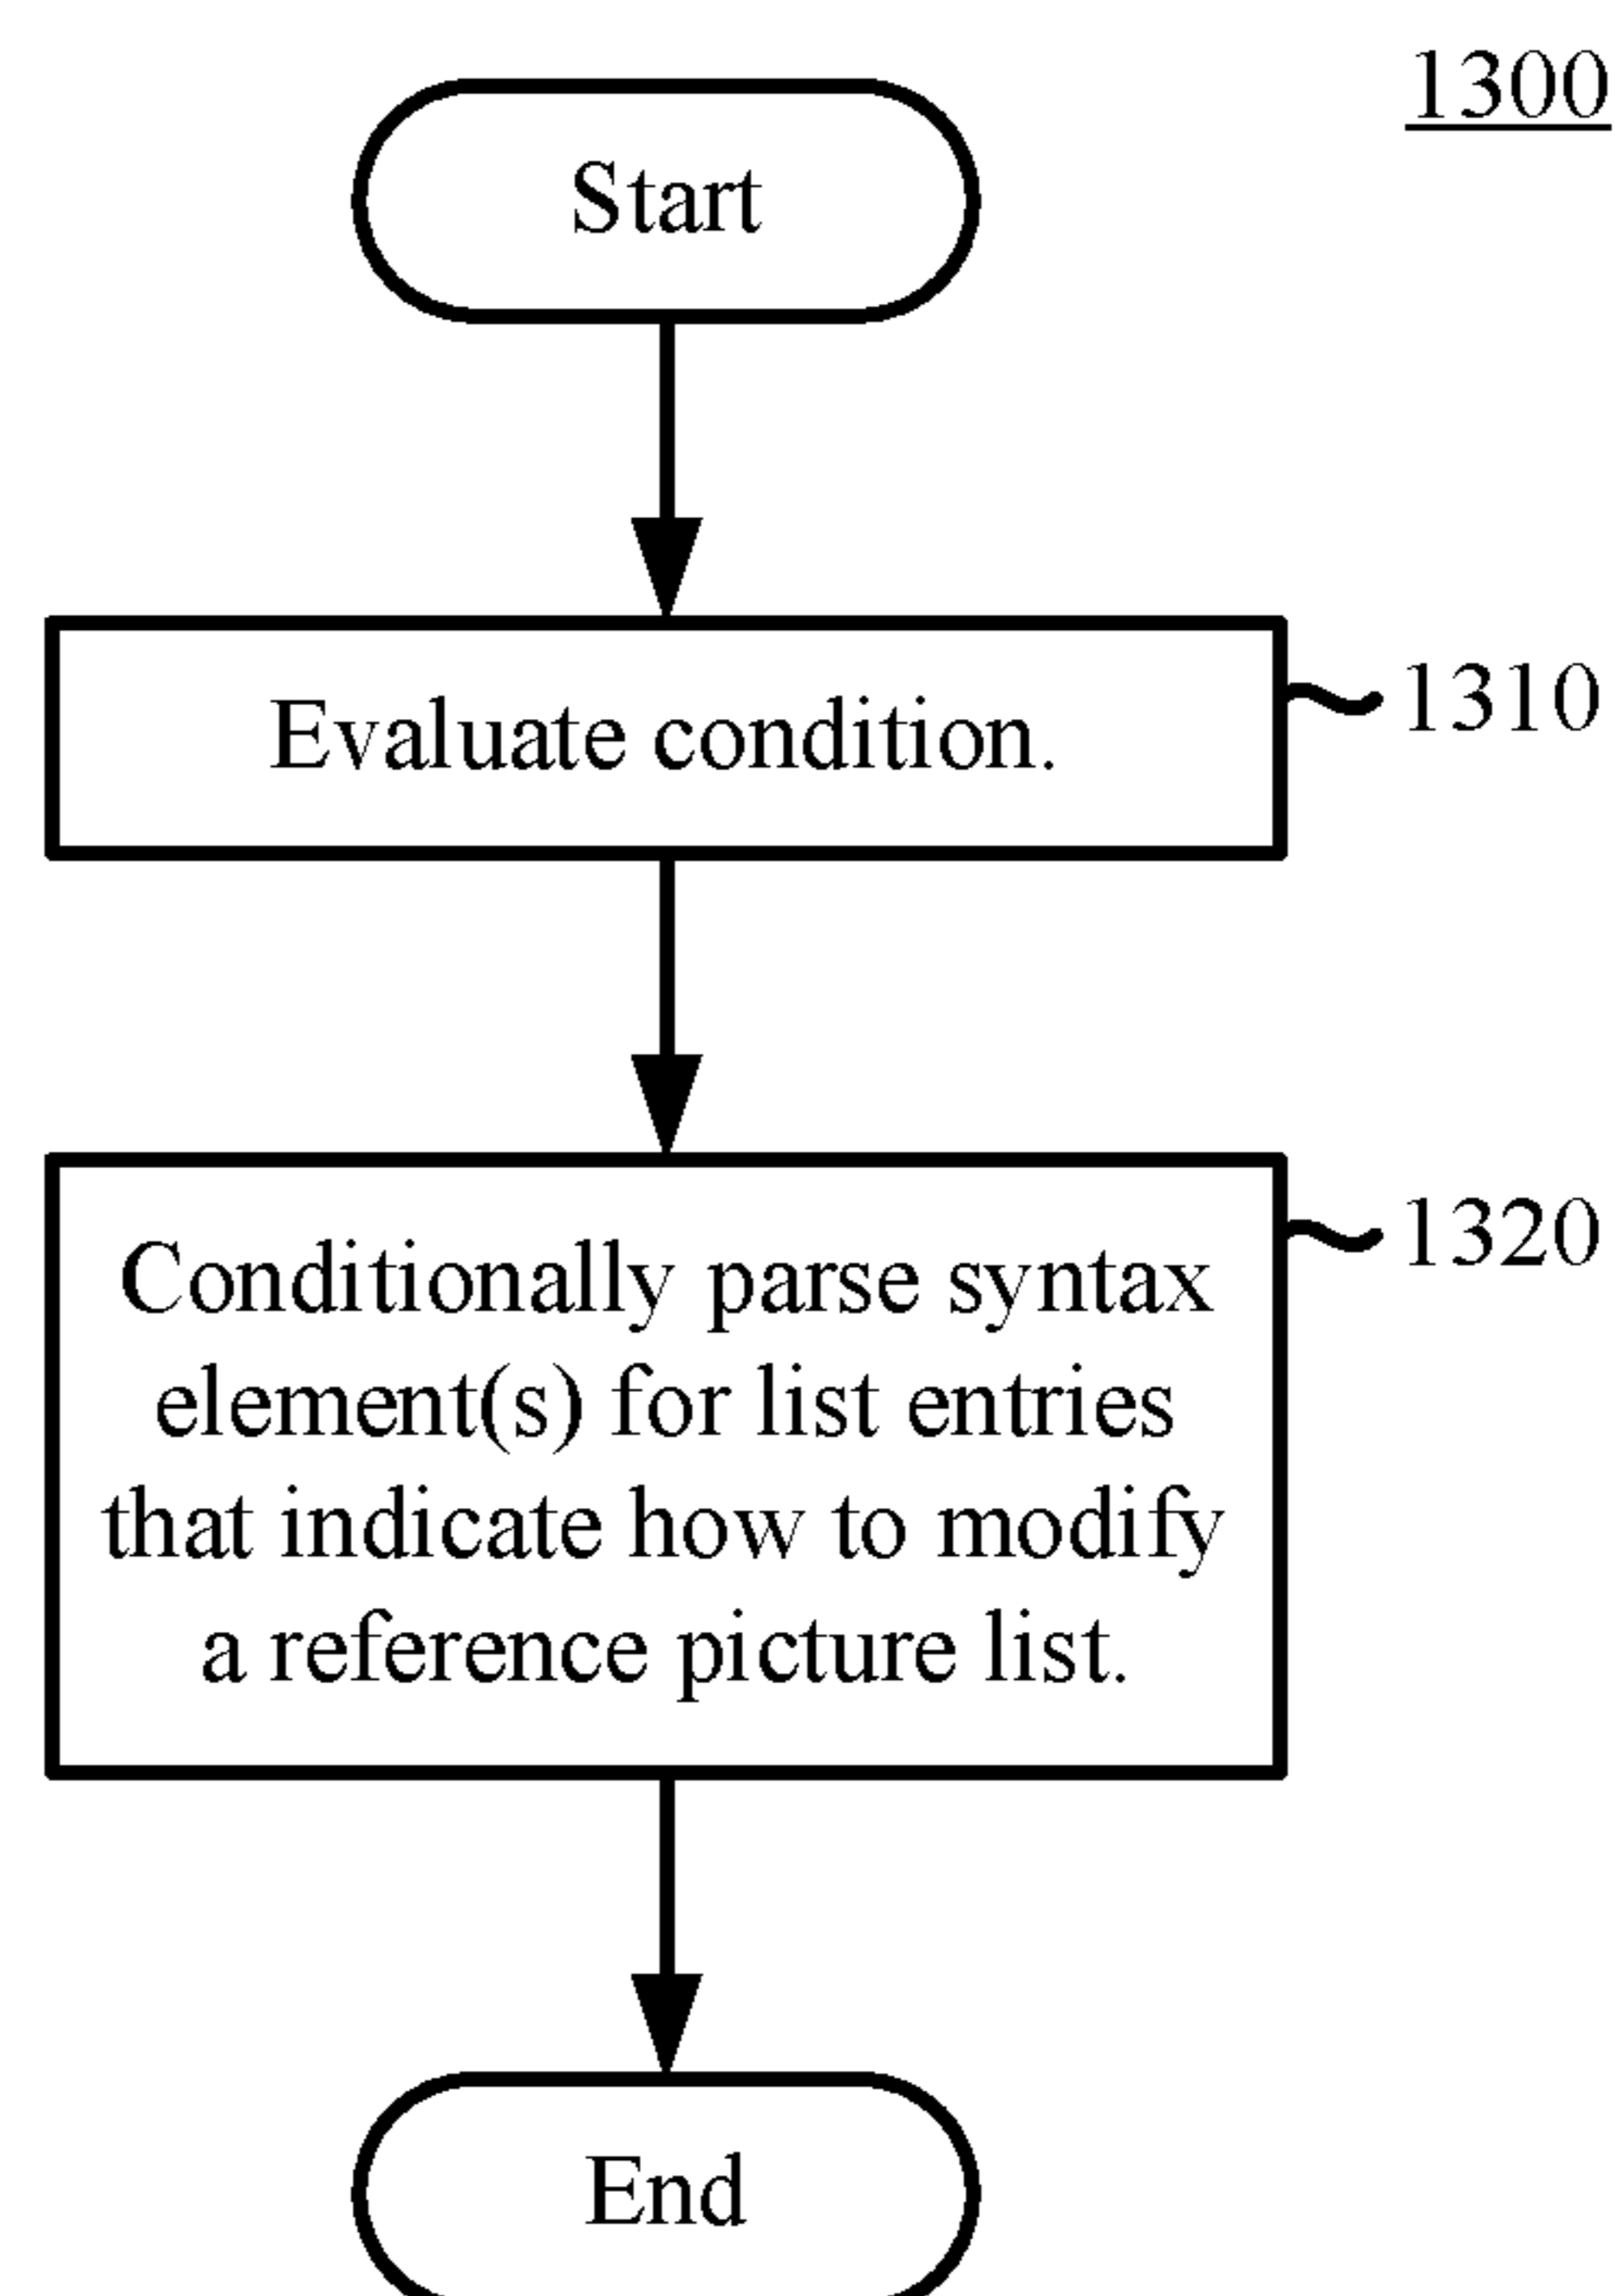 1300
Start
Evaluate condition.
1310
Conditionally parse syntax
1320
element(s) for list entries
that indicate how to modify
a reference picture list.
End